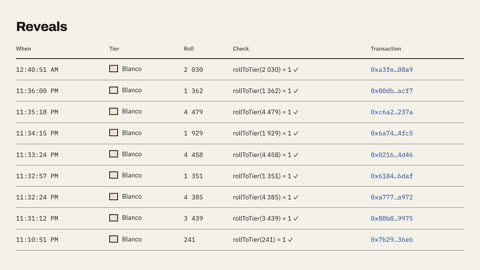 Reveals
When Tier Roll Check Transaction
12:40:51 AM Blanco 2 030 rollToTier(2 030) = 1 ✓ 0xa3fe…80a9
11:36:00 PM Blanco 1 362 rollToTier(1 362) = 1 ✓ 0x00db…acf7
11:35:18 PM Blanco 4 479 rollToTier(4 479) = 1 ✓ 0xc6a2…237a
11:34:15 PM Blanco 1 929 rollToTier(1 929) = 1 ✓ 0x6a74…4fc5
11:33:24 PM Blanco 4 458 rollToTier(4 458) = 1 ✓ 0x0216…4d46
11:32:57 PM Blanco 1 351 rollToTier(1 351) = 1 ✓ 0x6184…6daf
11:32:24 PM Blanco 4 385 rollToTier(4 385) = 1 ✓ 0xa777…a972
11:31:12 PM Blanco 3 439 rollToTier(3 439) = 1 ✓ 0x88b8…9975
11:10:51 PM Blanco 241 rollToTier(241) = 1 ✓ 0x7b29…36eb